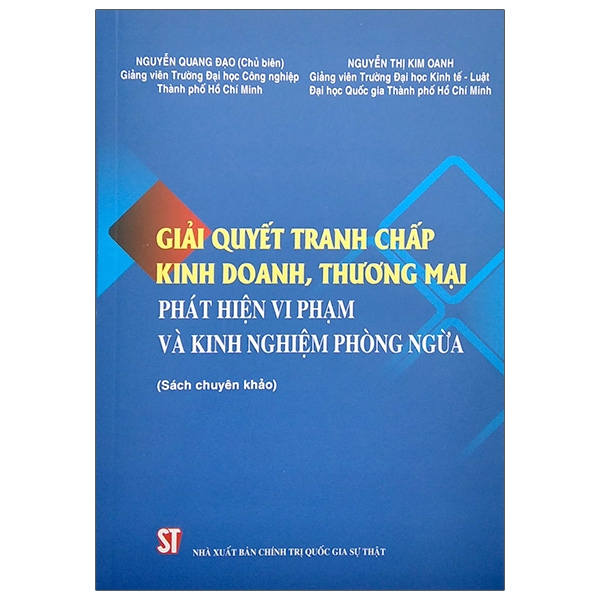 NGUYỄN QUANG ĐẠO (Chủ biên)
Giảng viên Trường Đại học Công nghiệp
Thành phố Hồ Chí Minh
NGUYỄN THỊ KIM OANH
Giảng viên Trường Đại học Kinh tế - Luật
Đại học Quốc gia Thành phố Hồ Chí Minh
GIẢI QUYẾT TRANH CHẤP
KINH DOANH, THƯƠNG MẠI
PHÁT HIỆN VI PHẠM
VÀ KINH NGHIỆM PHÒNG NGỪA
(Sách chuyên khảo)
ST
NHÀ XUẤT BẢN CHÍNH TRỊ QUỐC GIA SỰ THẬT